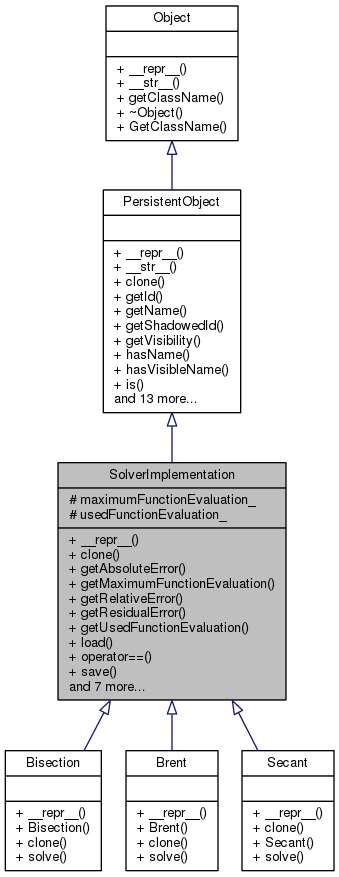 Object
+ __repr__()
+ __str__()
+ getClassName()
+ ~Object()
+ GetClassName()
PersistentObject
+ __repr__()
+ __str__()
+ clone()
+ getId()
+ getName()
+ getShadowedId()
+ getVisibility()
+ hasName()
+ hasVisibleName()
+ is()
and 13 more...
SolverImplementation
# maximumFunctionEvaluation_
# usedFunctionEvaluation_
+ __repr__()
+ clone()
+ getAbsoluteError()
+ getMaximumFunctionEvaluation()
+ getRelativeError()
+ getResidualError()
+ getUsedFunctionEvaluation()
+ load()
+ operator==()
+ save()
and 7 more...
Bisection
+ __repr__()
+ Bisection()
+ clone()
+ solve()
Brent
+ __repr__()
+ Brent()
+ clone()
+ solve()
Secant
+ __repr__()
+ clone()
+ Secant()
+ solve()